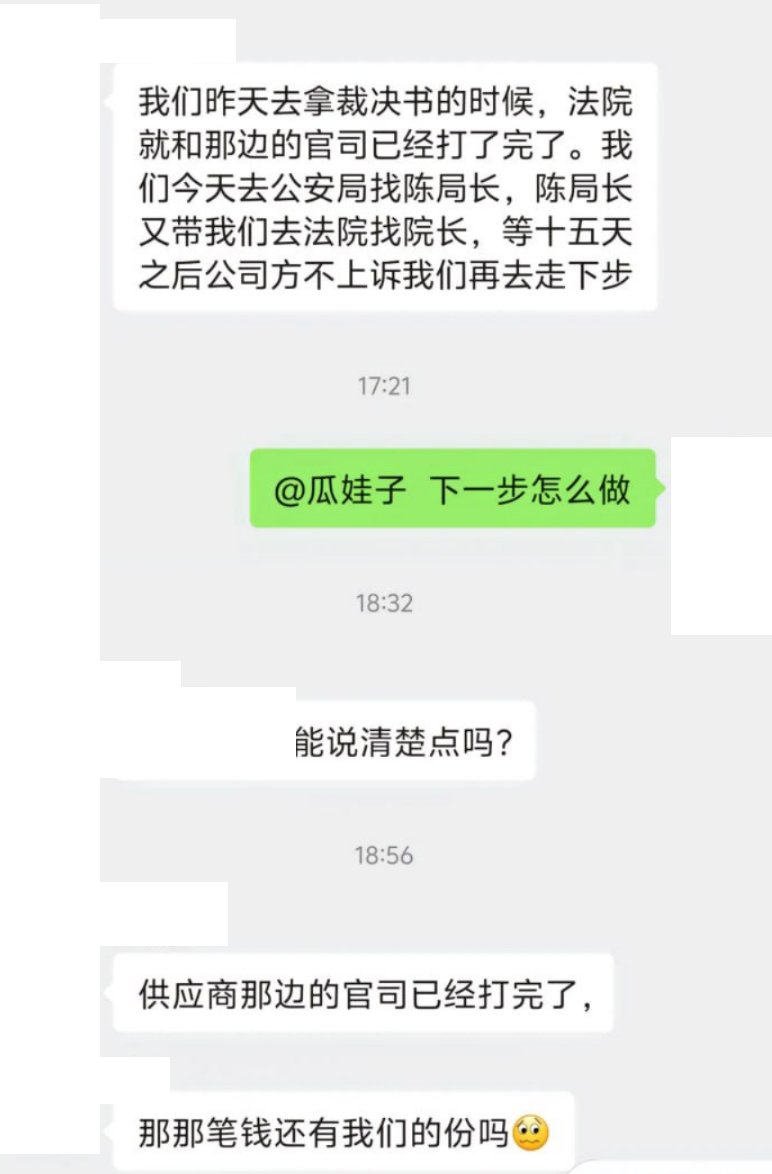 我们昨天去拿裁决书的时候，法院
就和那边的官司已经打了完了。我
们今天去公安局找陈局长，陈局长
又带我们去法院找院长，等十五天
之后公司方不上诉我们再去走下步
17:21
@瓜娃子 下一步怎么做
18:32
能说清楚点吗？
18:56
供应商那边的官司已经打完了，
那那笔钱还有我们的份吗🥴